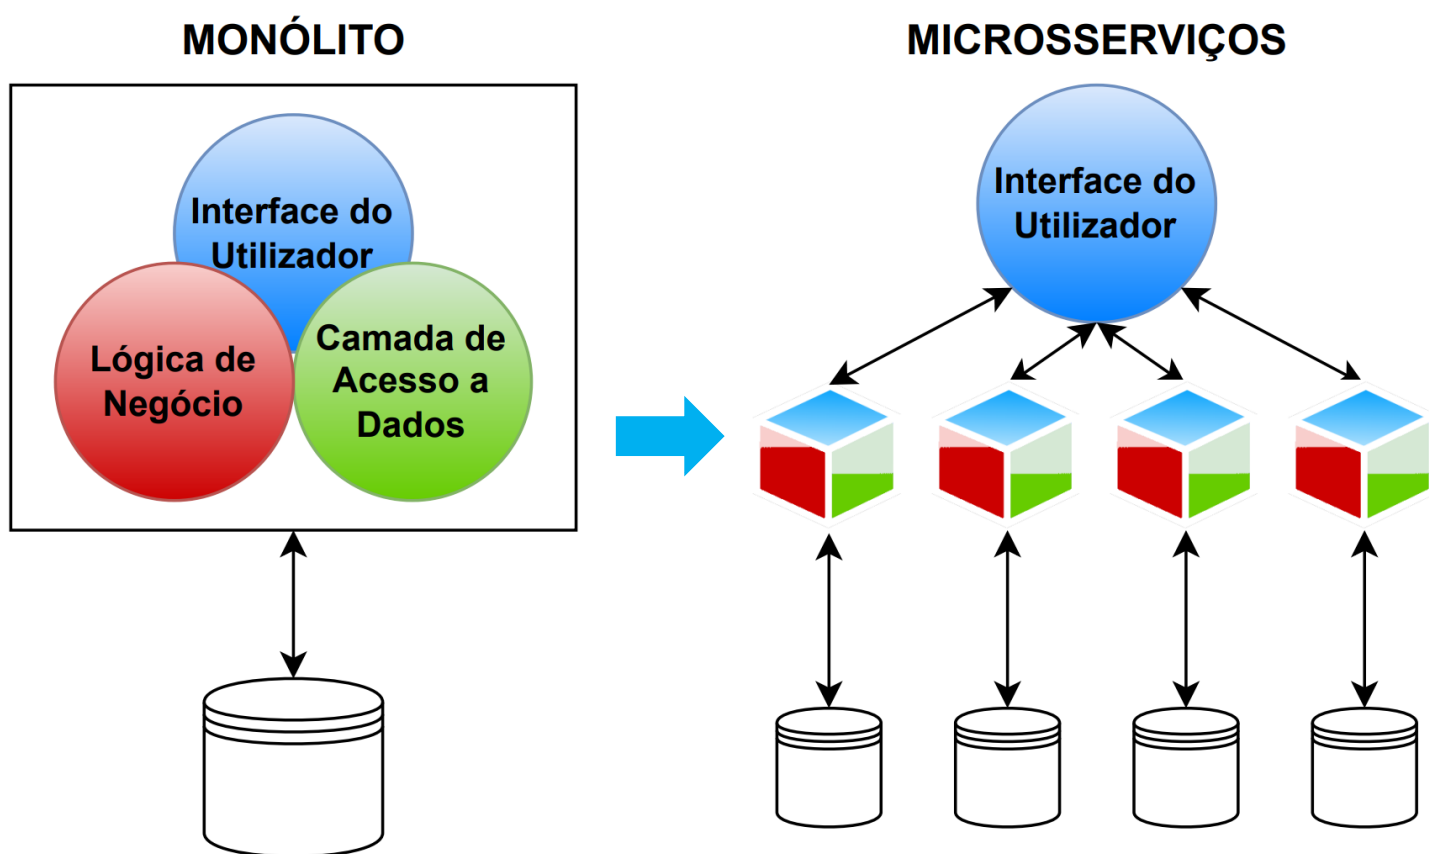 MONÓLITO
Interface do
Utilizador
Lógica de
Negócio
Camada de
Acesso a
Dados
MICROSSERVIÇOS
Interface do
Utilizador